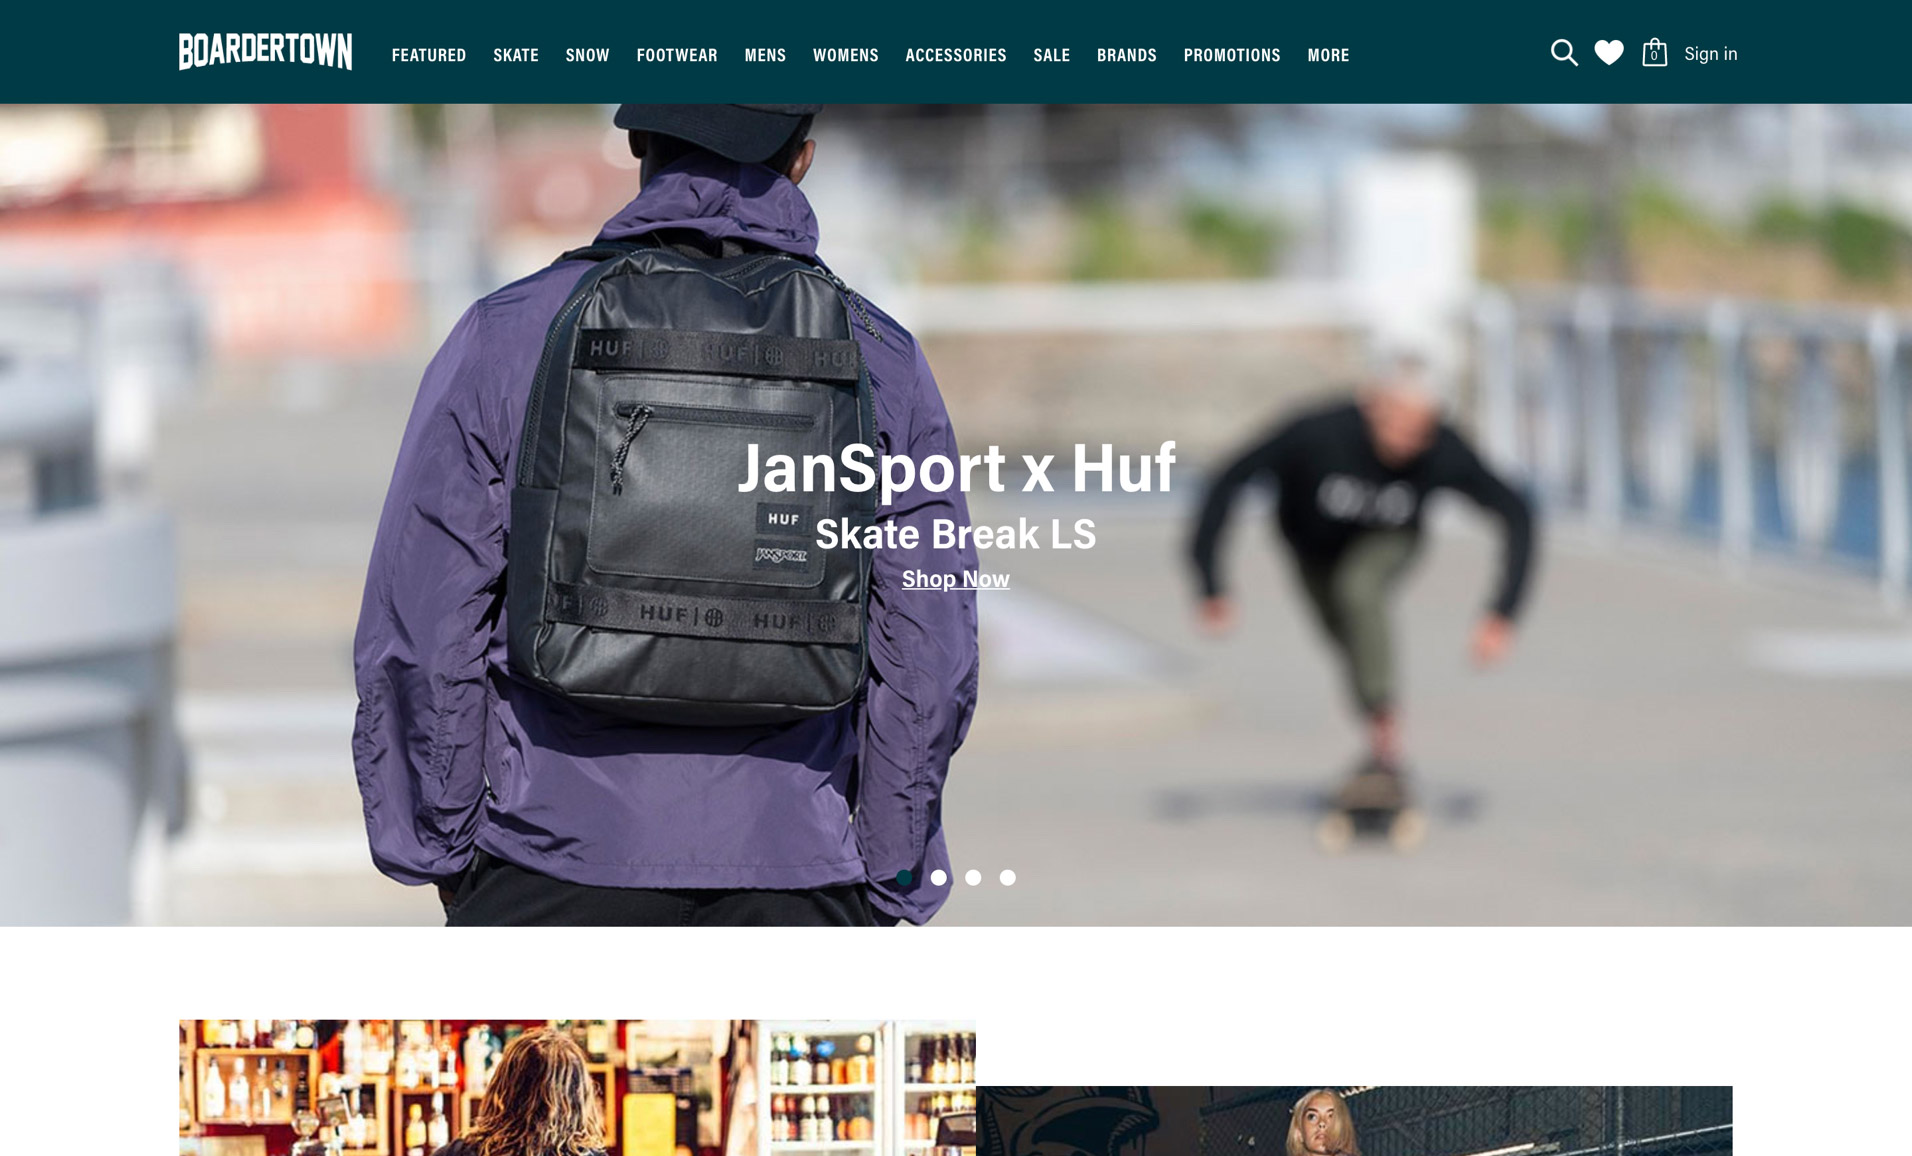 BOARDERTOWN
FEATURED SKATE SNOW FOOTWEAR MENS WOMENS ACCESSORIES SALE BRANDS PROMOTIONS MORE
0 Sign in
HUF HUF HUF
JanSport x Huf
HUF
Skate Break LS
JANSPORT
Shop Now
HUF HUF